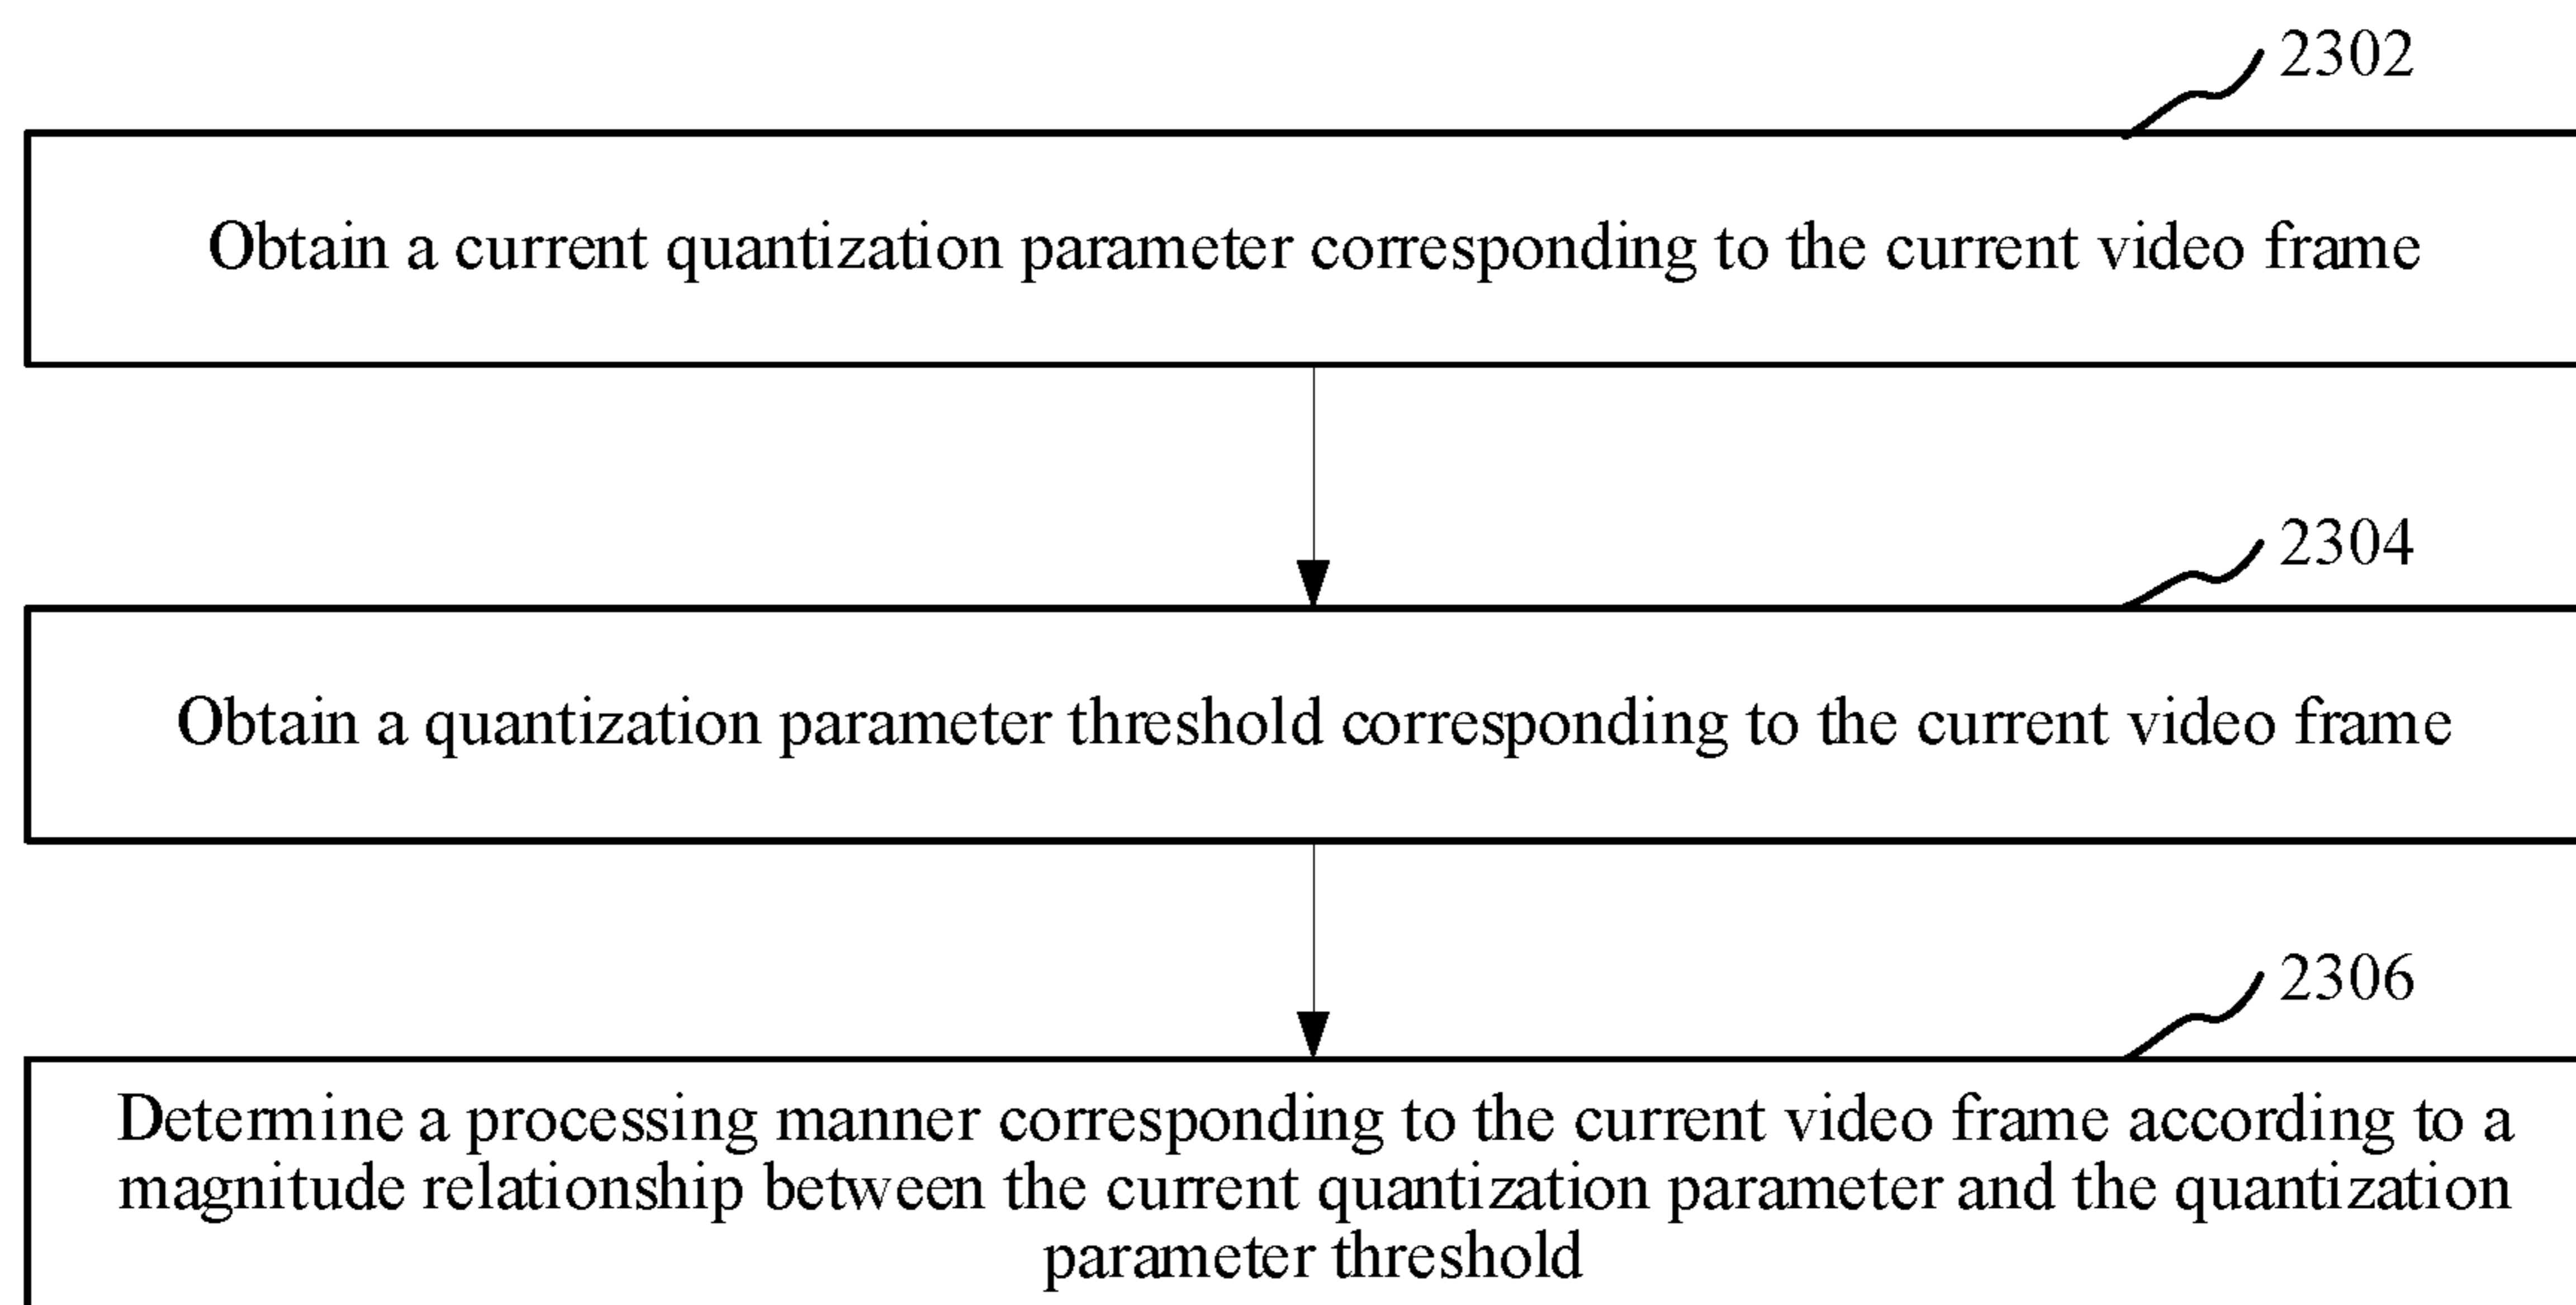 2302
Obtain a current quantization parameter corresponding to the current video frame
2304
Obtain a quantization parameter threshold corresponding to the current video frame
2306
Determine a processing manner corresponding to the current video frame according to a
magnitude relationship between the current quantization parameter and the quantization
parameter threshold